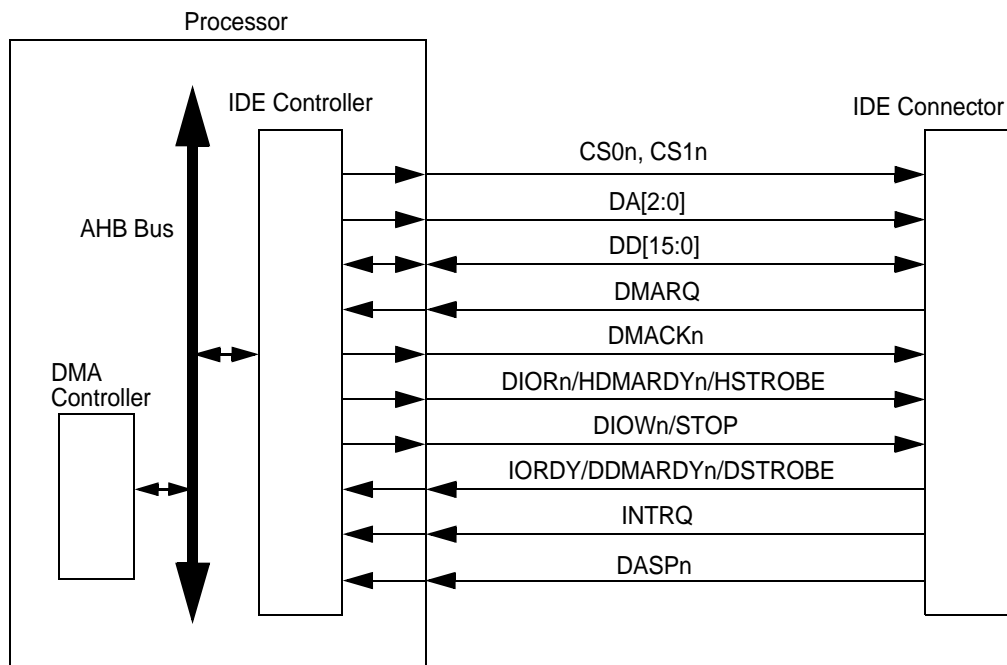 Processor
IDE Controller
IDE Connector
CS0n, CS1n
DA[2:0]
AHB Bus
DD[15:0]
DMARQ
DMACKn
DMA
Controller
DIORn/HDMARDYn/HSTROBE
DIOWn/STOP
IORDY/DDMARDYn/DSTROBE
INTRQ
DASPn